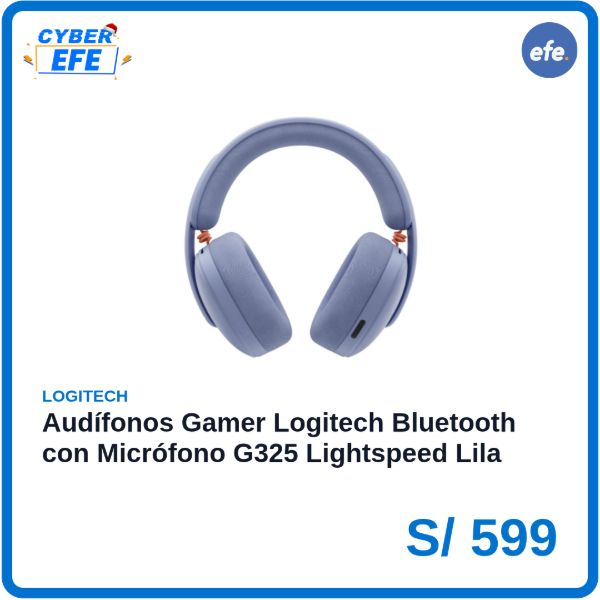 CYBER
EFE
efe.
LOGITECH
Audífonos Gamer Logitech Bluetooth
con Micrófono G325 Lightspeed Lila
S/ 599